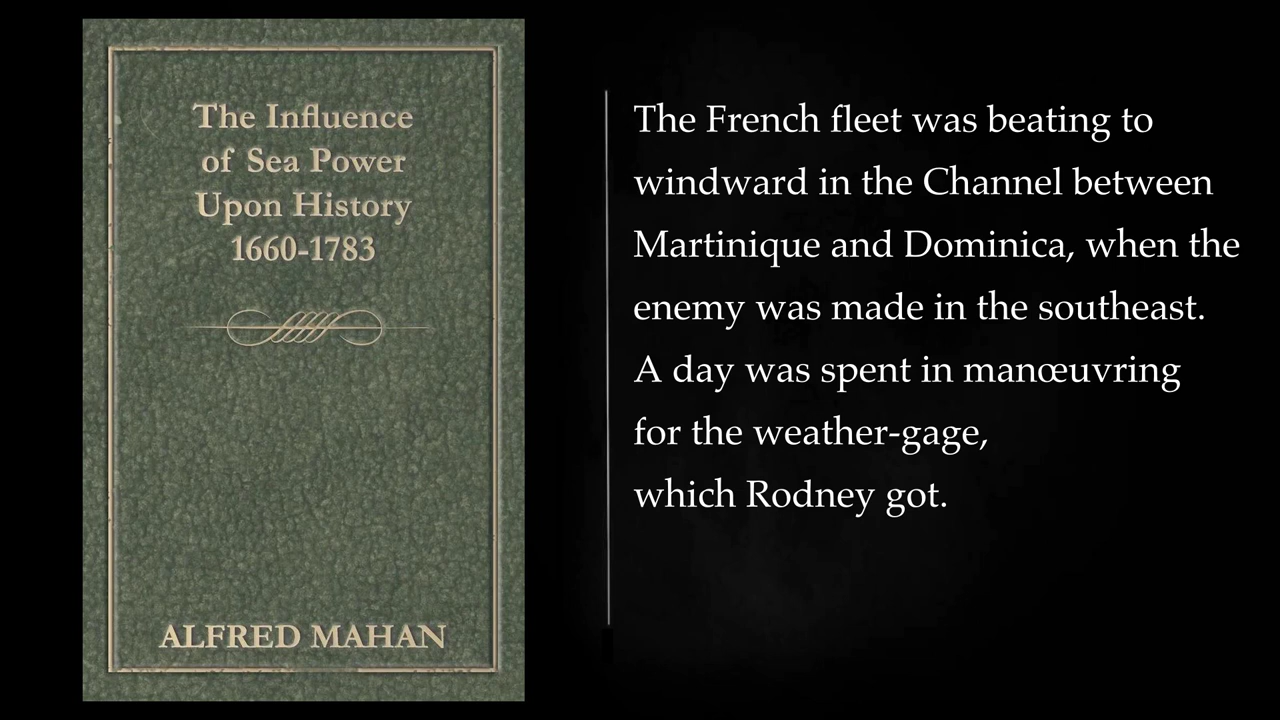 The Influence
of Sea Power
Upon History
1660-1783
ALFRED MAHAN
The French fleet was beating to
windward in the Channel between
Martinique and Dominica, when the
enemy was made in the southeast.
A day was spent in manœuvring
for the weather-gage,
which Rodney got.